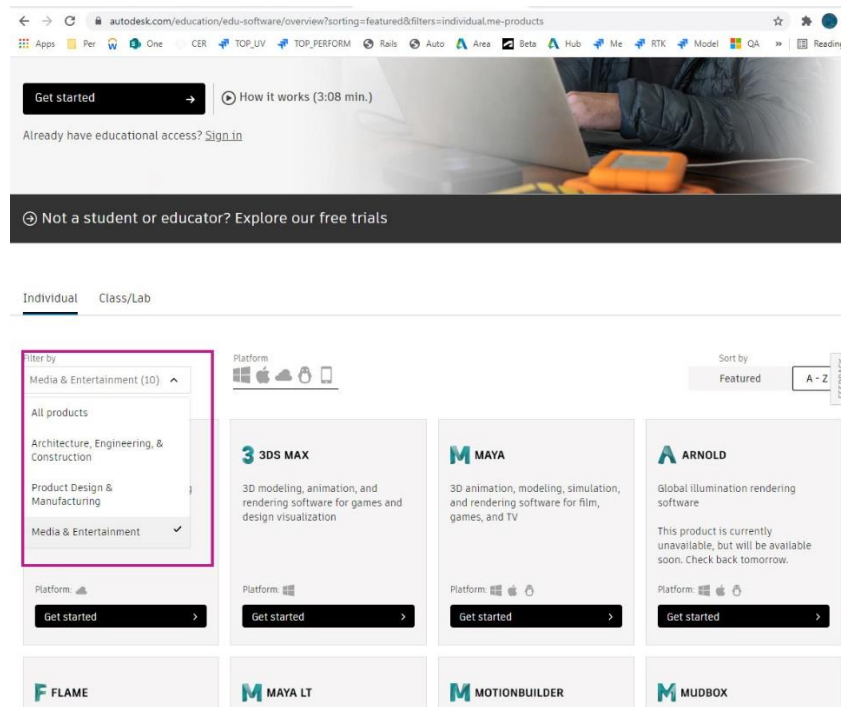 autodesk.com/education/edu-software/overview?sorting=featured&filters=individual,me-products
Apps Per One CER TOP_UV TOP_PERFORM Rails Auto Area Beta Hub Me RTK Model QA » Reading
Get started
How it works (3:08 min.)
Already have educational access? Sign in
Not a student or educator? Explore our free trials
Individual Class/Lab
Filter by
Media & Entertainment (10)
Platform
Sort by
Featured A - Z
FEEDBACK
All products
Architecture, Engineering, &
Construction
Product Design &
Manufacturing
Media & Entertainment
3 3DS MAX
3D modeling, animation, and
rendering software for games and
design visualization
Platform:
Get started
M MAYA
3D animation, modeling, simulation,
and rendering software for film,
games, and TV
Platform:
Get started
A ARNOLD
Global illumination rendering
software
This product is currently
unavailable, but will be available
soon. Check back tomorrow.
Platform:
Get started
Platform:
Get started
F FLAME
M MAYA LT
M MOTIONBUILDER
M MUDBOX